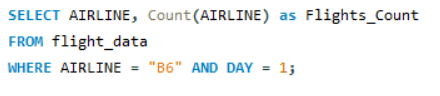 SELECT AIRLINE, Count(AIRLINE) as Flights_Count
FROM flight_data
WHERE AIRLINE = "B6" AND DAY = 1;